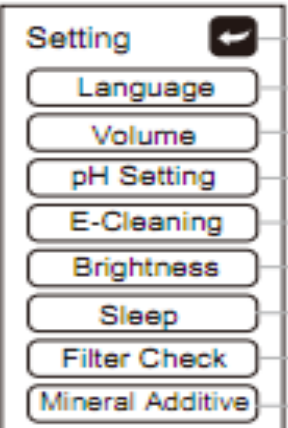 Setting
Language
Volume
pH Setting
E-Cleaning
Brightness
Sleep
Filter Check
Mineral Additive